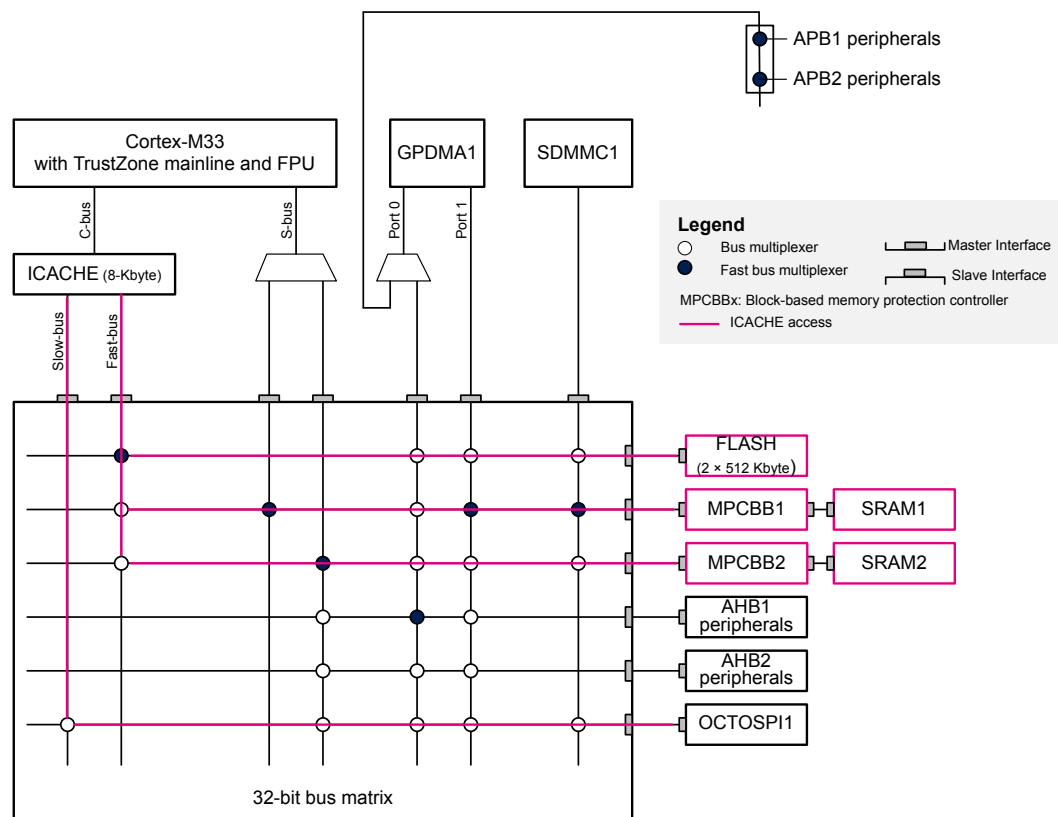 APB1 peripherals
APB2 peripherals
Cortex-M33
with TrustZone mainline and FPU
GPDMA1
SDMMC1
C-bus
S-bus
Port 0
Port 1
Legend
Bus multiplexer
Fast bus multiplexer
Master Interface
Slave Interface
MPCBBx: Block-based memory protection controller
ICACHE access
ICACHE (8-Kbyte)
Slow-bus
Fast-bus
FLASH
(2 × 512 Kbyte)
MPCBB1
SRAM1
MPCBB2
SRAM2
AHB1
peripherals
AHB2
peripherals
OCTOSPI1
32-bit bus matrix